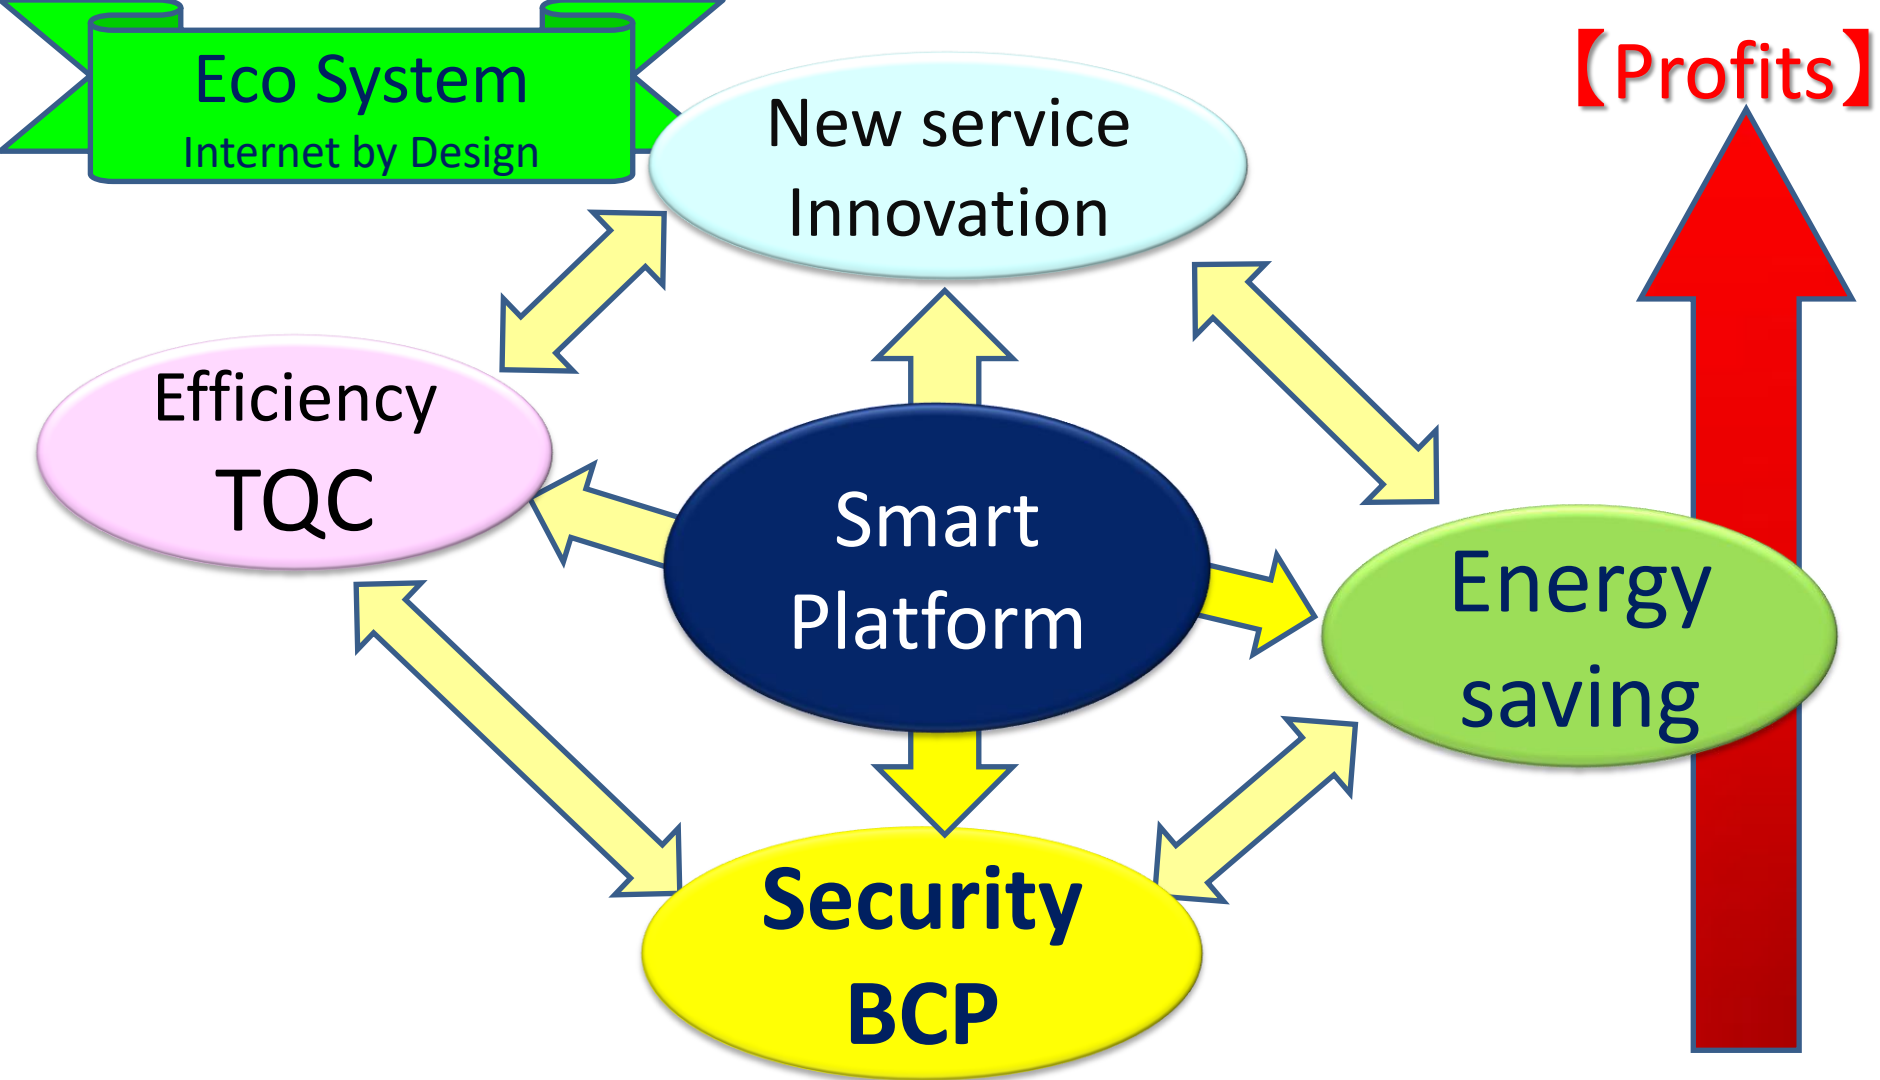 Eco System
Internet by Design
【Profits】
New service
Innovation
Efficiency
TQC
Smart
Platform
Energy
saving
Security
BCP